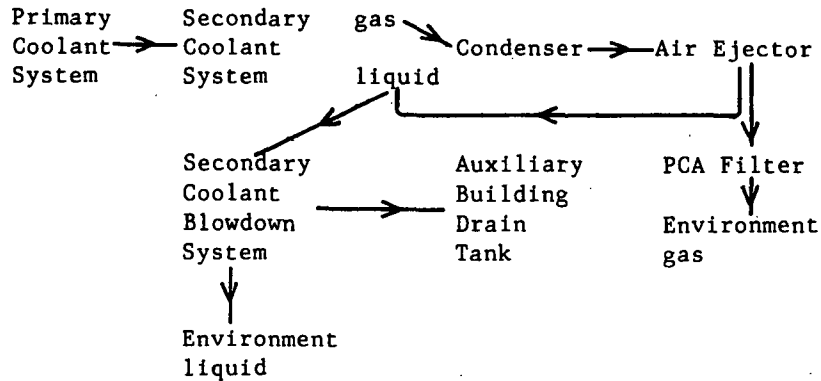 Primary
Coolant
System
Secondary
Coolant
System
gas
liquid
Condenser
Air Ejector
Secondary
Coolant
Blowdown
System
Auxiliary
Building
Drain
Tank
PCA Filter
Environment
gas
Environment
liquid